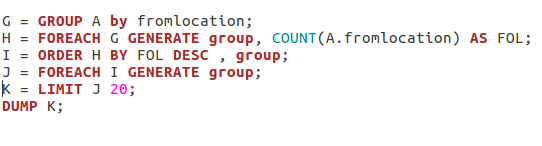 G = GROUP A by fromlocation;
H = FOREACH G GENERATE group, COUNT(A.fromlocation) AS FOL;
I = ORDER H BY FOL DESC , group;
J = FOREACH I GENERATE group;
K = LIMIT J 20;
DUMP K;